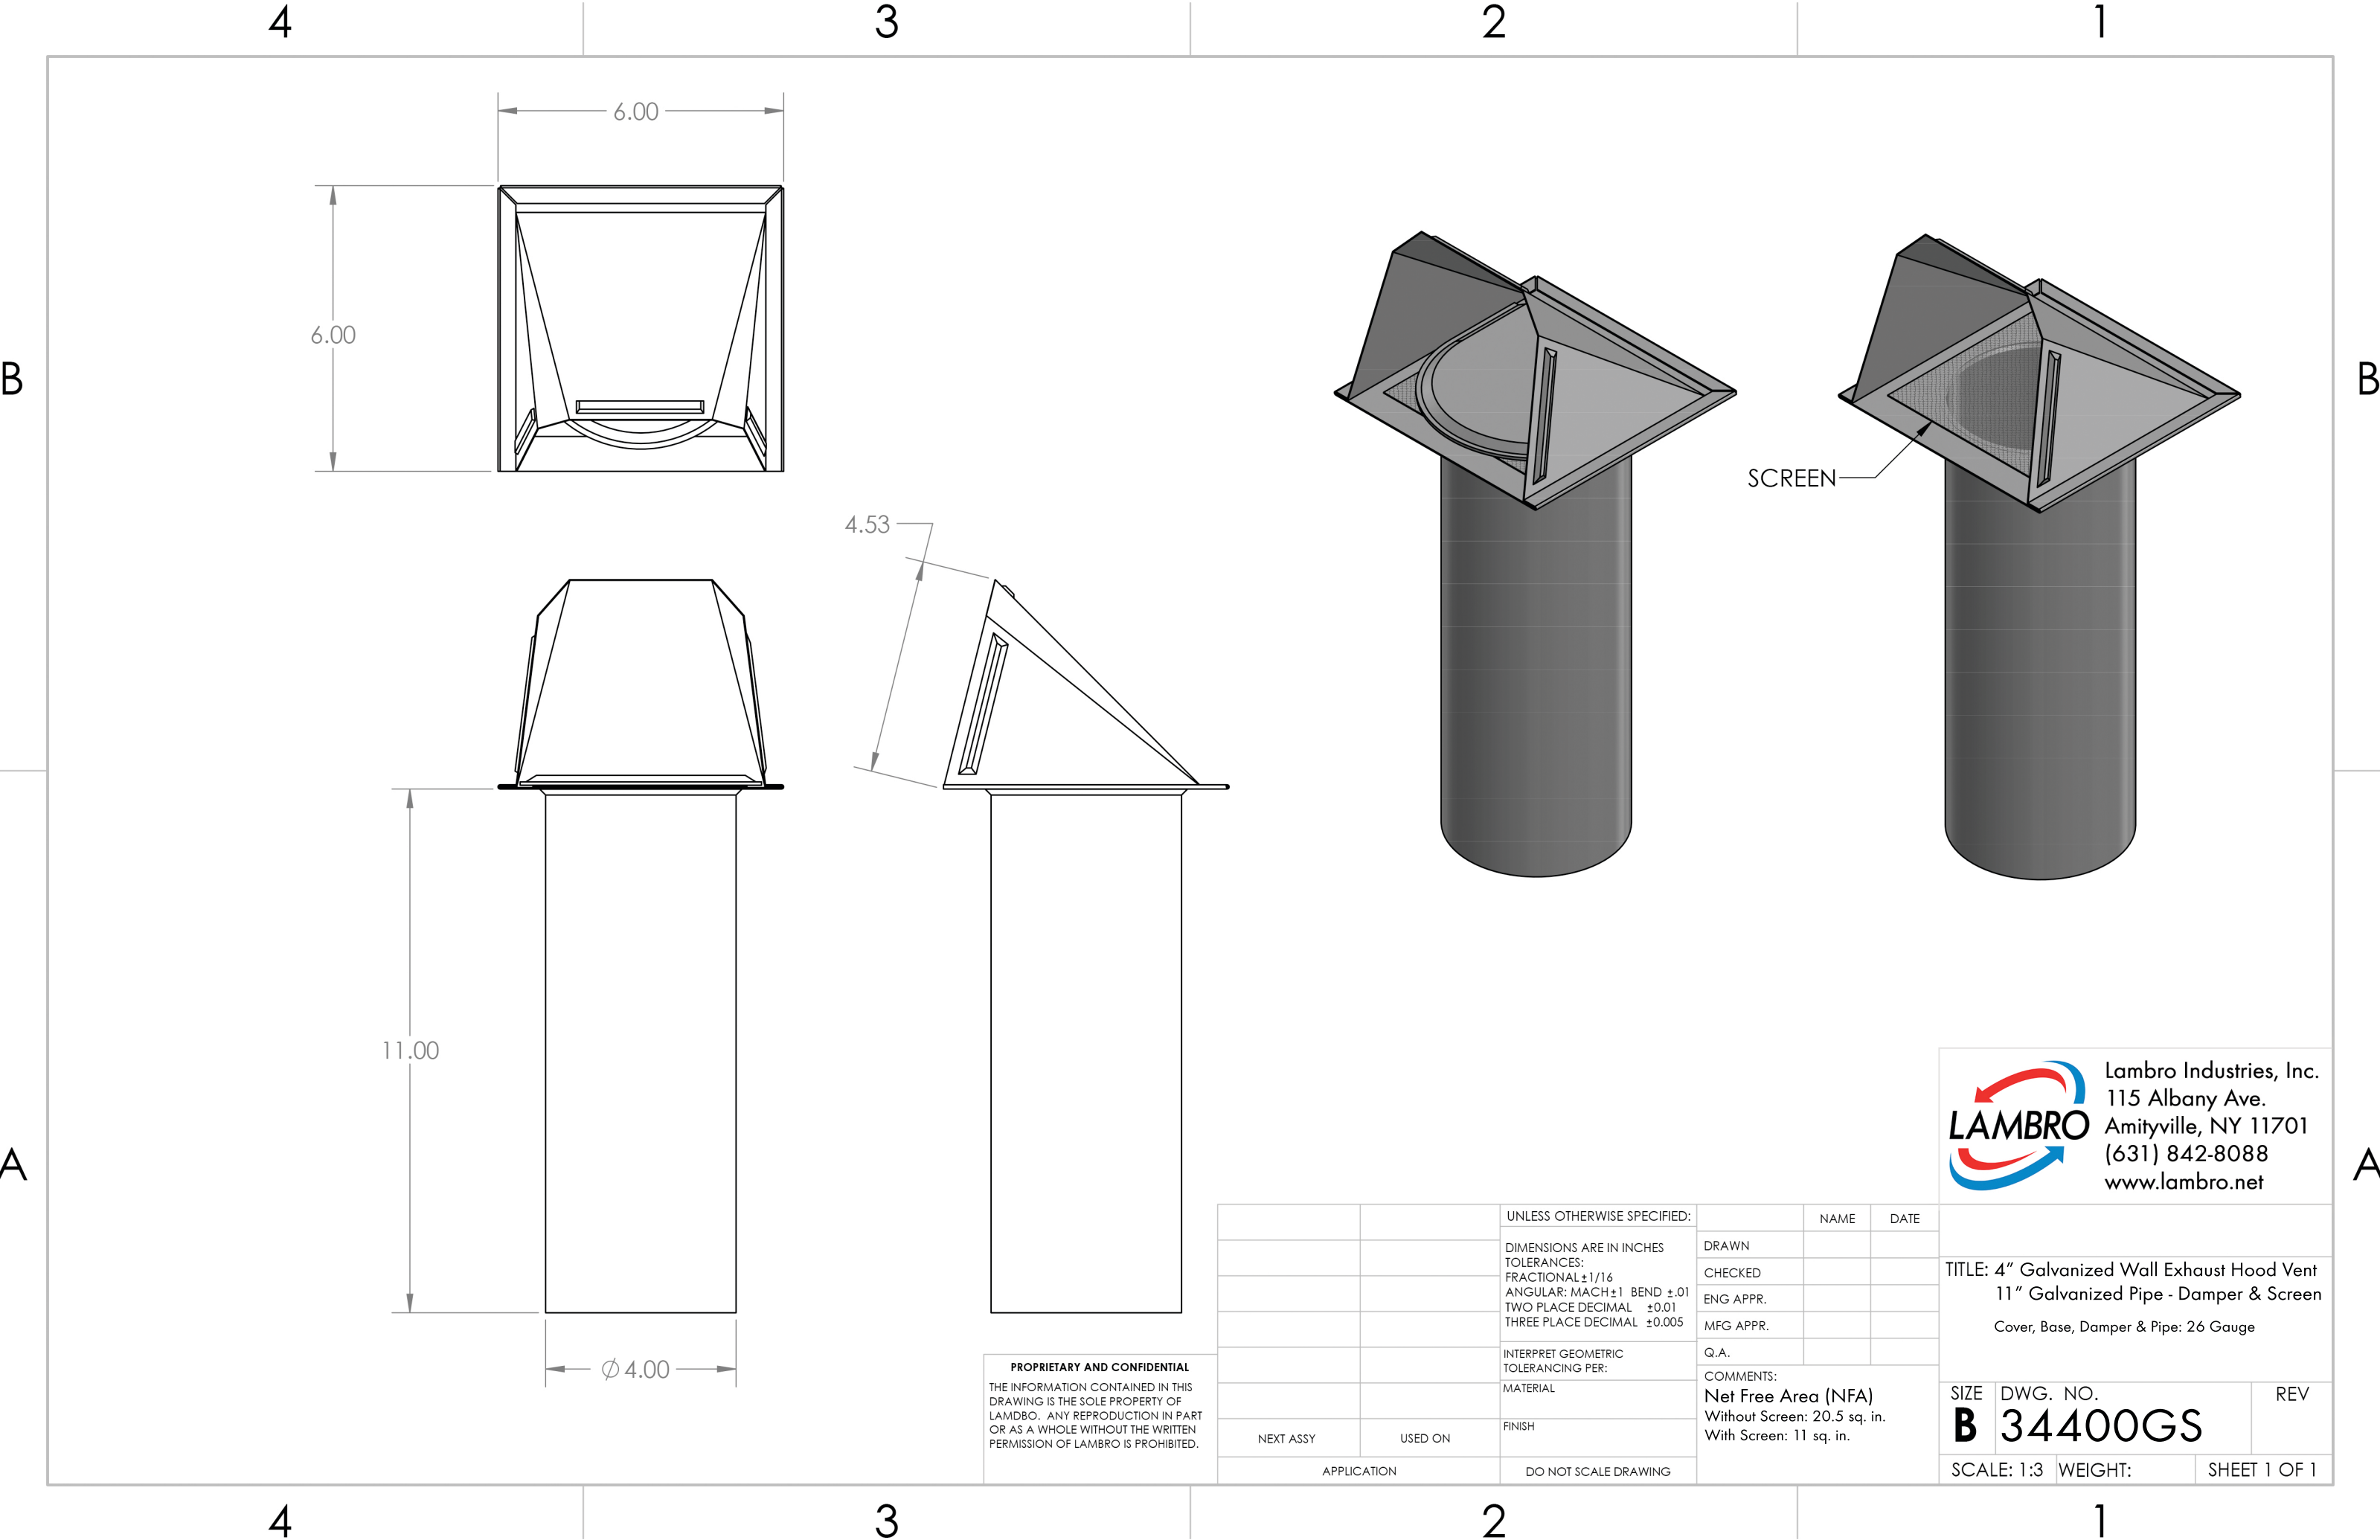 4 3 2 1
6.00
6.00
B B
SCREEN
4.53
11.00
Ø4.00
A A
LAMBRO
Lambro Industries, Inc.
115 Albany Ave.
Amityville, NY 11701
(631) 842-8088
www.lambro.net
PROPRIETARY AND CONFIDENTIAL
THE INFORMATION CONTAINED IN THIS
DRAWING IS THE SOLE PROPERTY OF
LAMDBO. ANY REPRODUCTION IN PART
OR AS A WHOLE WITHOUT THE WRITTEN
PERMISSION OF LAMBRO IS PROHIBITED.
NEXT ASSY USED ON
APPLICATION
UNLESS OTHERWISE SPECIFIED:
DIMENSIONS ARE IN INCHES
TOLERANCES:
FRACTIONAL±1/16
ANGULAR: MACH±1 BEND ±.01
TWO PLACE DECIMAL ±0.01
THREE PLACE DECIMAL ±0.005
INTERPRET GEOMETRIC
TOLERANCING PER:
MATERIAL
FINISH
DO NOT SCALE DRAWING
NAME DATE
DRAWN
CHECKED
ENG APPR.
MFG APPR.
Q.A.
COMMENTS:
Net Free Area (NFA)
Without Screen: 20.5 sq. in.
With Screen: 11 sq. in.
TITLE: 4” Galvanized Wall Exhaust Hood Vent
11” Galvanized Pipe - Damper & Screen
Cover, Base, Damper & Pipe: 26 Gauge
SIZE DWG. NO. REV
B 34400GS
SCALE: 1:3 WEIGHT: SHEET 1 OF 1
4 3 2 1